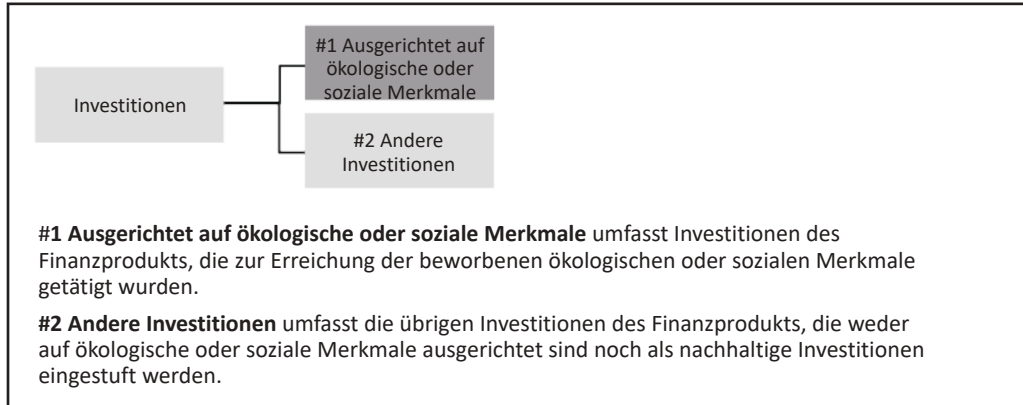 #1 Ausgerichtet auf
ökologische oder
soziale Merkmale
Investitionen
#2 Andere
Investitionen
#1 Ausgerichtet auf ökologische oder soziale Merkmale umfasst Investitionen des
Finanzprodukts, die zur Erreichung der beworbenen ökologischen oder sozialen Merkmale
getätigt wurden.
#2 Andere Investitionen umfasst die übrigen Investitionen des Finanzprodukts, die weder
auf ökologische oder soziale Merkmale ausgerichtet sind noch als nachhaltige Investitionen
eingestuft werden.